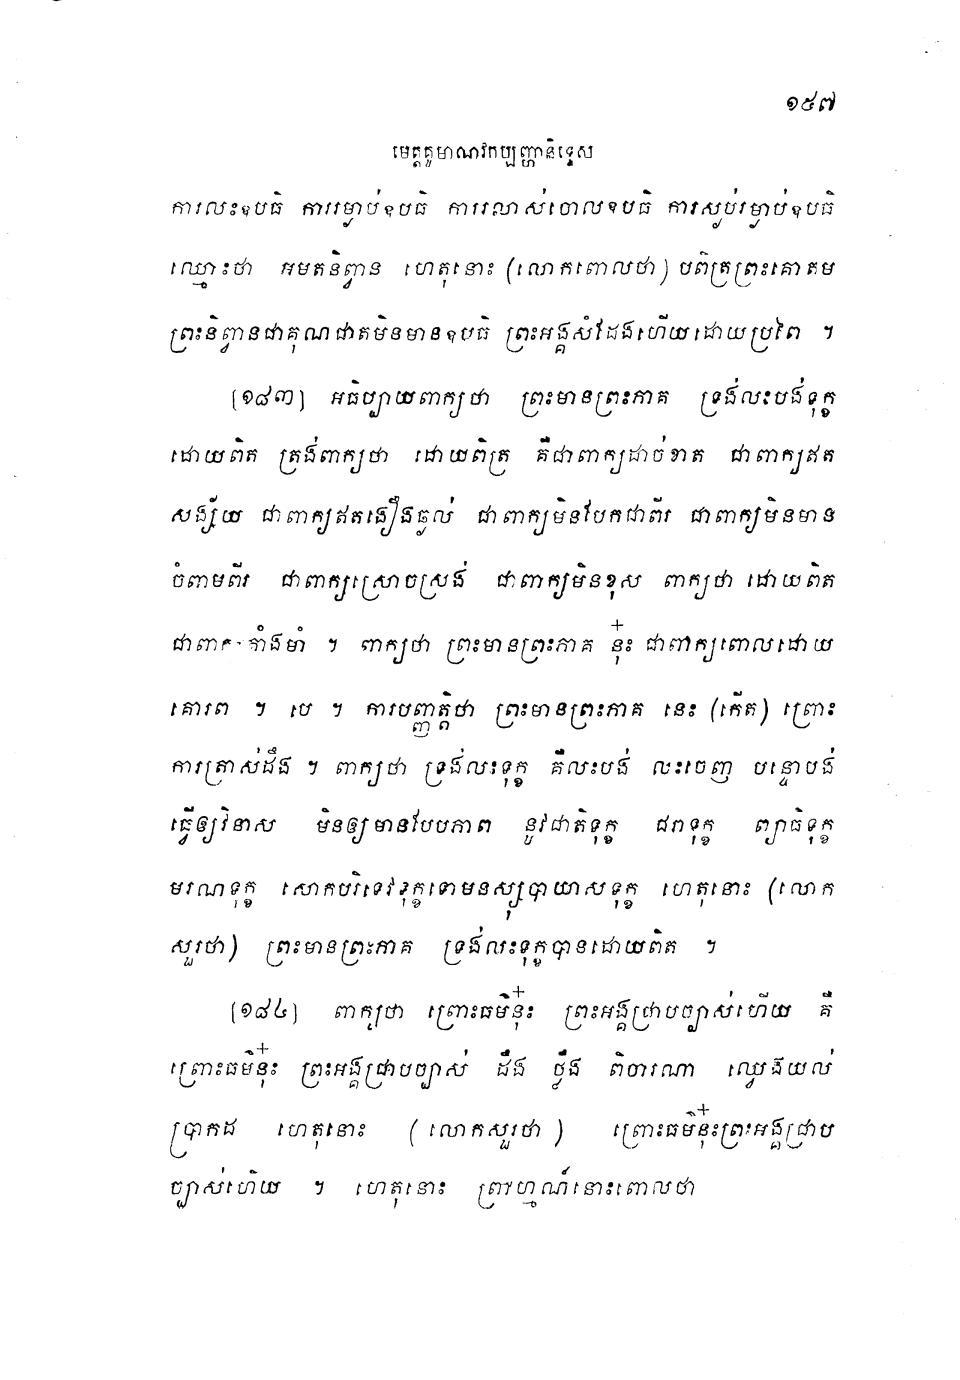 ១៥៧
មេត្តគូមាណវកប្បញ្ហានិទ្ទេស
ការលះឧបធិ ការរម្ងាប់ឧបធិ ការរលាស់ចោលឧបធិ ការស្ងប់រម្ងាប់ឧបធិ
ឈ្មោះថា អមតនិព្វាន ហេតុនោះ (លោកពោលថា) បពិត្រព្រះគោតម
ព្រះនិព្វានជាគុណជាតមិនមានឧបធិ ព្រះអង្គសំដែងហើយដោយប្រពៃ ។
[១៨៣] អធិប្បាយពាក្យថា ព្រះមានព្រះភាគ ទ្រង់លះបង់ទុក្ខ
ដោយពិត ត្រង់ពាក្យថា ដោយពិត្រ គឺជាពាក្យដាច់ខាត ជាពាក្យឥត
សង្ស័យ ជាពាក្យឥតងឿងឆ្ងល់ ជាពាក្យមិនបែកជាពីរ ជាពាក្យមិនមាន
ចំពាមពីរ ជាពាក្យស្រោចស្រង់ ជាពាក្យមិនខុស ពាក្យថា ដោយពិត
ជាពាក្យតាំងមាំ ។ ពាក្យថា ព្រះមានព្រះភាគ នុ៎ះ ជាពាក្យពោលដោយ
គោរព ។ បេ ។ ការបញ្ញត្តិថា ព្រះមានព្រះភាគ នេះ (កើត) ព្រោះ
ការត្រាស់ដឹង ។ ពាក្យថា ទ្រង់លះទុក្ខ គឺលះបង់ លះចេញ បន្ទោបង់
ធ្វើឲ្យវិនាស មិនឲ្យមានបែបភាព នូវជាតិទុក្ខ ជរាទុក្ខ ព្យាធិទុក្ខ
មរណទុក្ខ សោកបរិទេវទុក្ខទោមនស្សុបាយាសទុក្ខ ហេតុនោះ (លោក
សួរថា) ព្រះមានព្រះភាគ ទ្រង់លះទុក្ខបានដោយពិត ។
[១៨៤] ពាក្យថា ព្រោះធម៌នុ៎ះ ព្រះអង្គជ្រាបច្បាស់ហើយ គឺ
ព្រោះធម៌នុ៎ះ ព្រះអង្គជ្រាបច្បាស់ ដឹង ថ្លឹង ពិចារណា ឈ្វេងយល់
ប្រាកដ ហេតុនោះ (លោកសួរថា) ព្រោះធម៌នុ៎ះព្រះអង្គជ្រាប
ច្បាស់ហើយ ។ ហេតុនោះ ព្រាហ្មណ៍នោះពោលថា